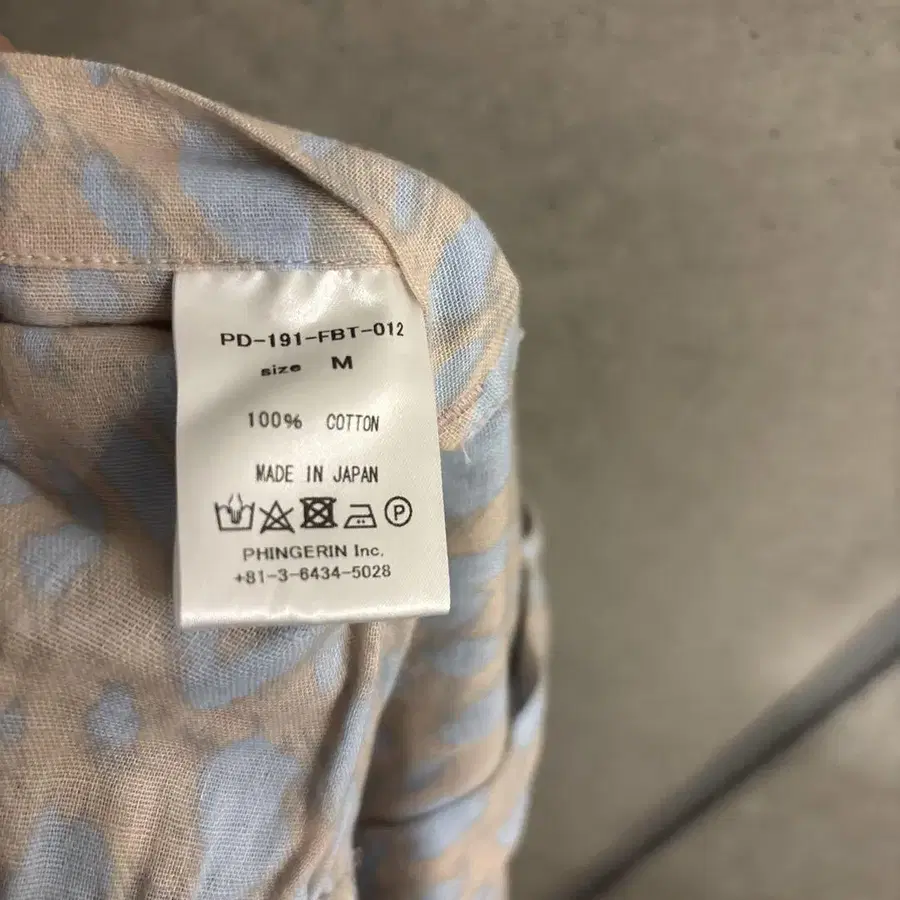 PD-191-FBT-012
size M
100% COTTON
MADE IN JAPAN
P
PHINGERIN Inc.
+81-3-6434-5028